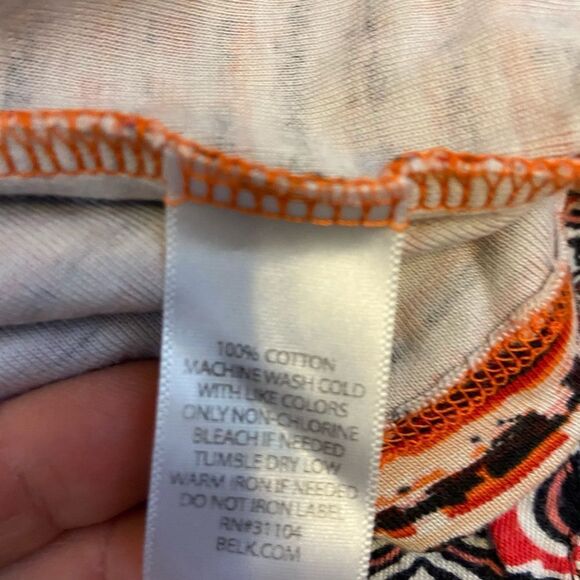 100% COTTON
MACHINE WASH COLD
WITH LIKE COLORS
ONLY NON-CHLORINE
BLEACH IF NEEDED
TUMBLE DRY LOW
WARM IRON IF NEEDED
DO NOT IRON LABEL
RN#31104
BELK.COM